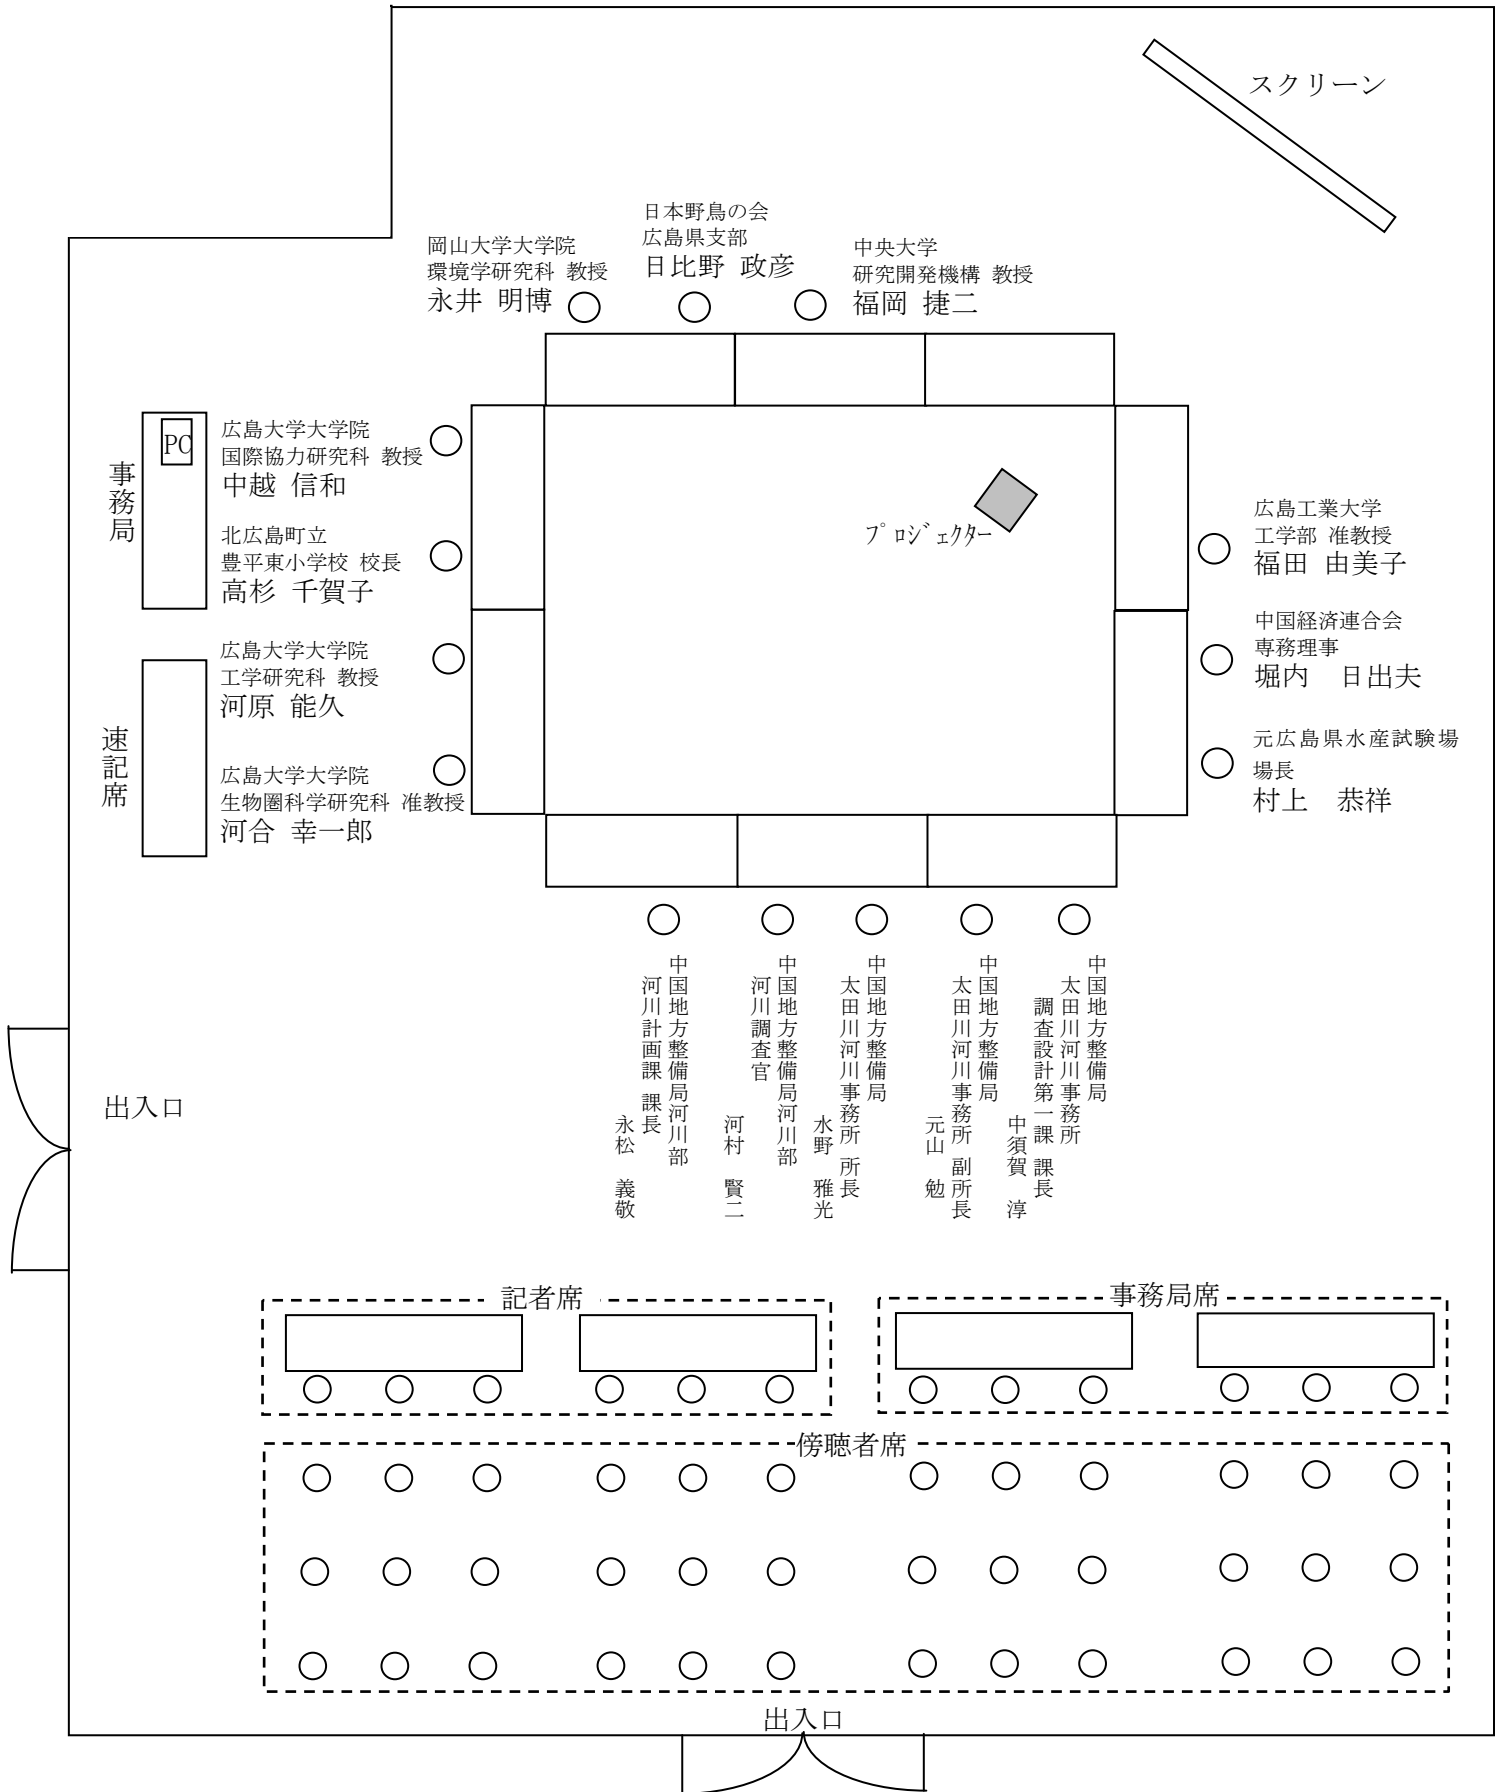 スクリーン
日本野鳥の会
広島県支部
日比野 政彦
岡山大学大学院
環境学研究科 教授
永井 明博
中央大学
研究開発機構 教授
福岡 捷二
事務局
PC
広島大学大学院
国際協力研究科 教授
中越 信和
北広島町立
豊平東小学校 校長
高杉 千賀子
プロジェクター
広島工業大学
工学部 准教授
福田 由美子
中国経済連合会
専務理事
堀内 日出夫
元広島県水産試験場
場長
村上 恭祥
速記席
広島大学大学院
工学研究科 教授
河原 能久
広島大学大学院
生物圏科学研究科 准教授
河合 幸一郎
中国地方整備局
太田川河川事務所
調査設計第一課 課長
中須賀 淳
中国地方整備局
太田川河川事務所 副所長
元山 勉
中国地方整備局
太田川河川事務所 所長
水野 雅光
中国地方整備局河川部
河川調査官
河村 賢二
中国地方整備局河川部
河川計画課 課長
永松 義敬
出入口
記者席
事務局席
傍聴者席
出入口